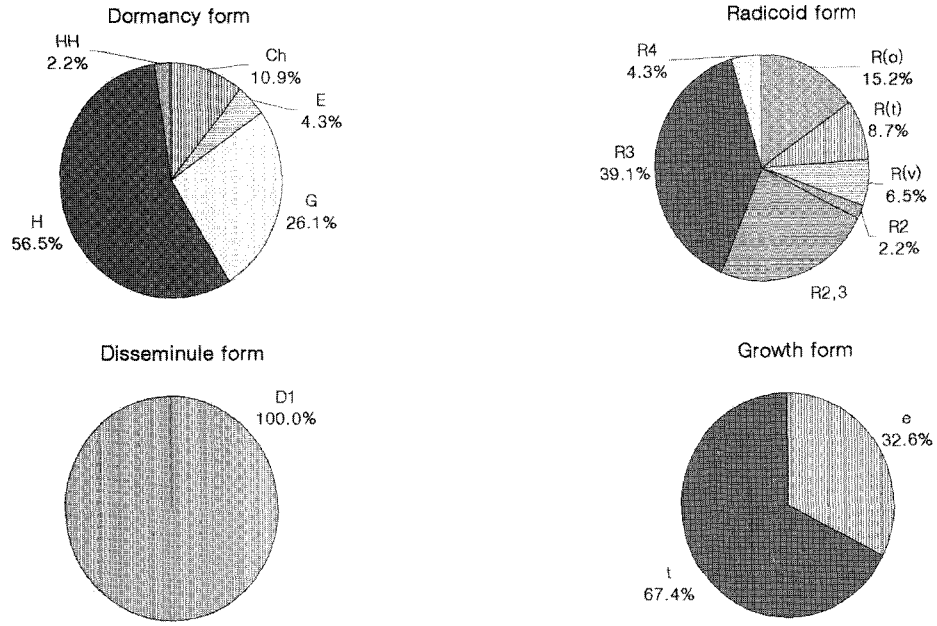 Dormancy form
HH
2.2%
Ch
10.9%
E
4.3%
G
26.1%
H
56.5%
Radicoid form
R4
4.3%
R(o)
15.2%
R(t)
8.7%
R(v)
6.5%
R2
2.2%
R2,3
R3
39.1%
Disseminule form
D1
100.0%
Growth form
e
32.6%
t
67.4%